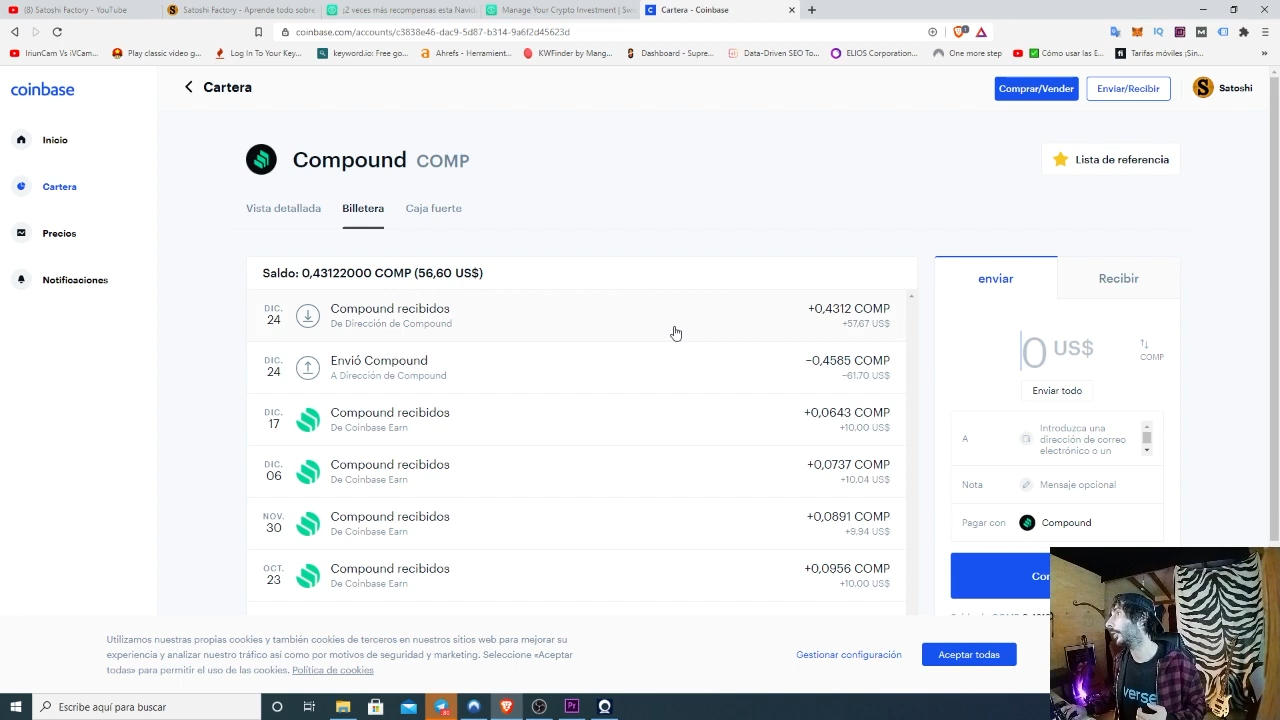 (8) Satoshi Factory - YouTube
Satoshi Factory - Aprende todo sobre
¡2 veces más recompensas esta Navid
Manage Your Crypto Investment | Swi
Cartera - Coinbase
coinbase.com/accounts/c3838e46-dac9-5d87-b314-9a6f2d45623d
IriunCam Vs iVCam...
Play classic video g...
Log In To Your Key...
keyword.io: Free go...
Ahrefs - Herramient...
KWFinder by Mang...
Dashboard - Supre...
Data-Driven SEO To...
ELIOS Corporation...
One more step
Cómo usar las E...
Tarifas móviles ¡Sin...
coinbase
Cartera
Comprar/Vender
Enviar/Recibir
Satoshi
Inicio
Cartera
Precios
Notificaciones
Compound COMP
Lista de referencia
Vista detallada
Billetera
Caja fuerte
Saldo: 0,43122000 COMP (56,60 US$)
DIC. 24
Compound recibidos
De Dirección de Compound
+0,4312 COMP
+57,67 US$
DIC. 24
Envió Compound
A Dirección de Compound
−0,4585 COMP
−61,70 US$
DIC. 17
Compound recibidos
De Coinbase Earn
+0,0643 COMP
+10,00 US$
DIC. 06
Compound recibidos
De Coinbase Earn
+0,0737 COMP
+10,04 US$
NOV. 30
Compound recibidos
De Coinbase Earn
+0,0891 COMP
+9,94 US$
OCT. 23
Compound recibidos
De Coinbase Earn
+0,0956 COMP
+10,00 US$
enviar
Recibir
0 US$
COMP
Enviar todo
A
Introduzca una
dirección de correo
electrónico o un
Nota
Mensaje opcional
Pagar con
Compound
Con
Utilizamos nuestras propias cookies y también cookies de terceros en nuestros sitios web para mejorar su
experiencia y analizar nuestro tráfico así como por motivos de seguridad y marketing. Seleccione «Aceptar
todas» para permitir el uso de las cookies. Política de cookies
Gestionar configuración
Aceptar todas
Escribe aquí para buscar